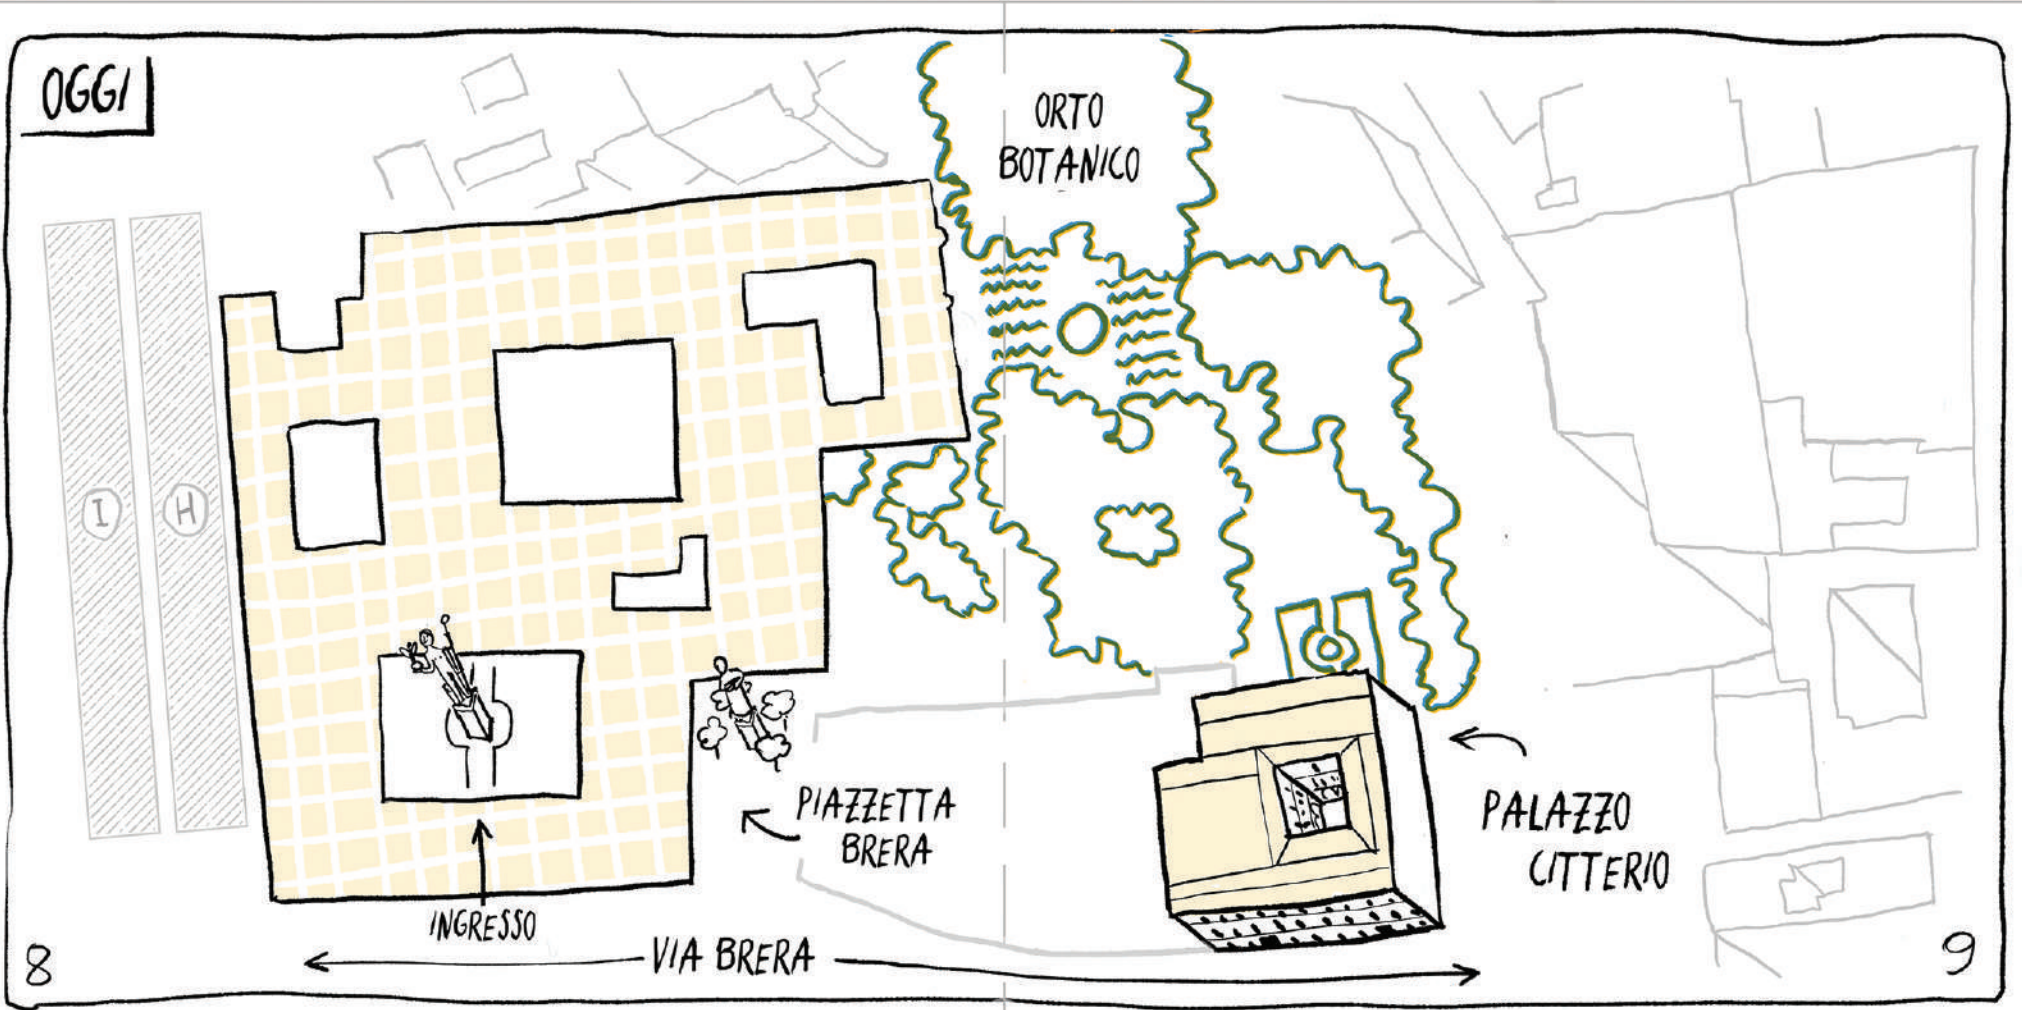 OGGI
ORTO
BOTANICO
I
H
PIAZZETTA
BRERA
PALAZZO
CITTERIO
INGRESSO
VIA BRERA
8
9